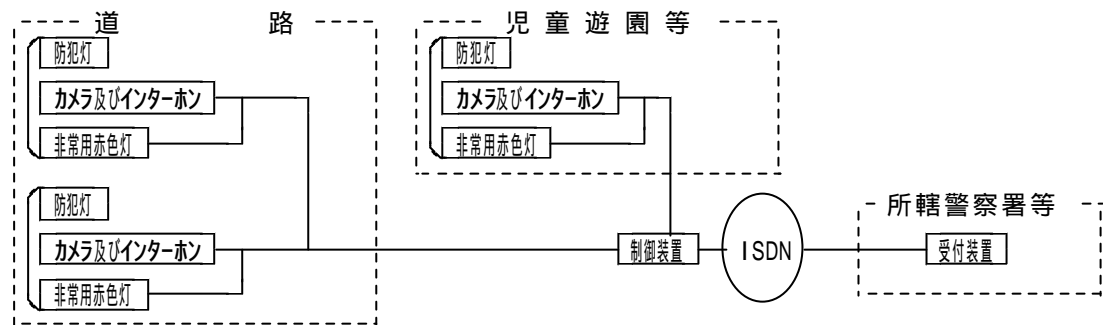 道 路
防犯灯
カメラ及びインターホン
非常用赤色灯
防犯灯
カメラ及びインターホン
非常用赤色灯
児童遊園等
防犯灯
カメラ及びインターホン
非常用赤色灯
制御装置
ISDN
所轄警察署等
受付装置